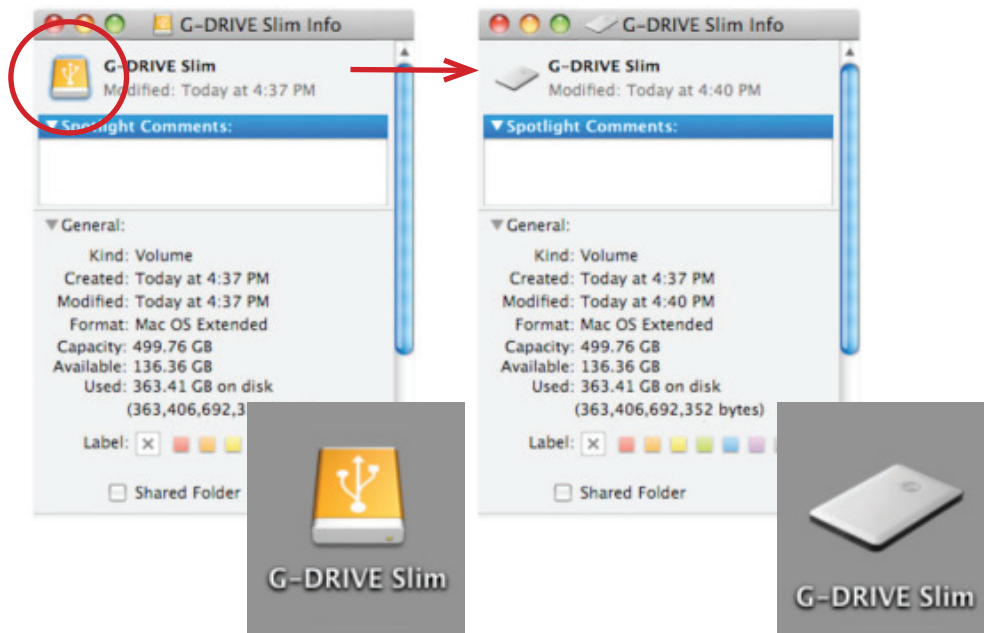 G-DRIVE Slim Info
G-DRIVE Slim
Modified: Today at 4:37 PM
▼Spotlight Comments:
▼General:
Kind: Volume
Created: Today at 4:37 PM
Modified: Today at 4:37 PM
Format: Mac OS Extended
Capacity: 499.76 GB
Available: 136.36 GB
Used: 363.41 GB on disk
(363,406,692,3
Label:
Shared Folder
G-DRIVE Slim
G-DRIVE Slim Info
G-DRIVE Slim
Modified: Today at 4:40 PM
▼Spotlight Comments:
▼General:
Kind: Volume
Created: Today at 4:37 PM
Modified: Today at 4:40 PM
Format: Mac OS Extended
Capacity: 499.76 GB
Available: 136.36 GB
Used: 363.41 GB on disk
(363,406,692,352 bytes)
Label:
Shared Folder
G-DRIVE Slim